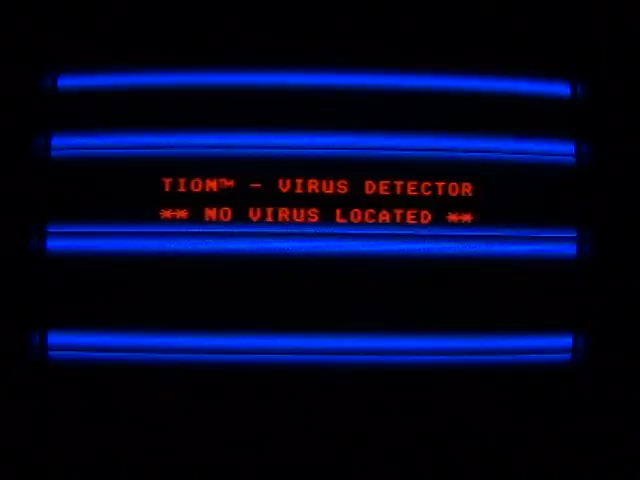 TION™ - VIRUS DETECTOR
** NO VIRUS LOCATED **